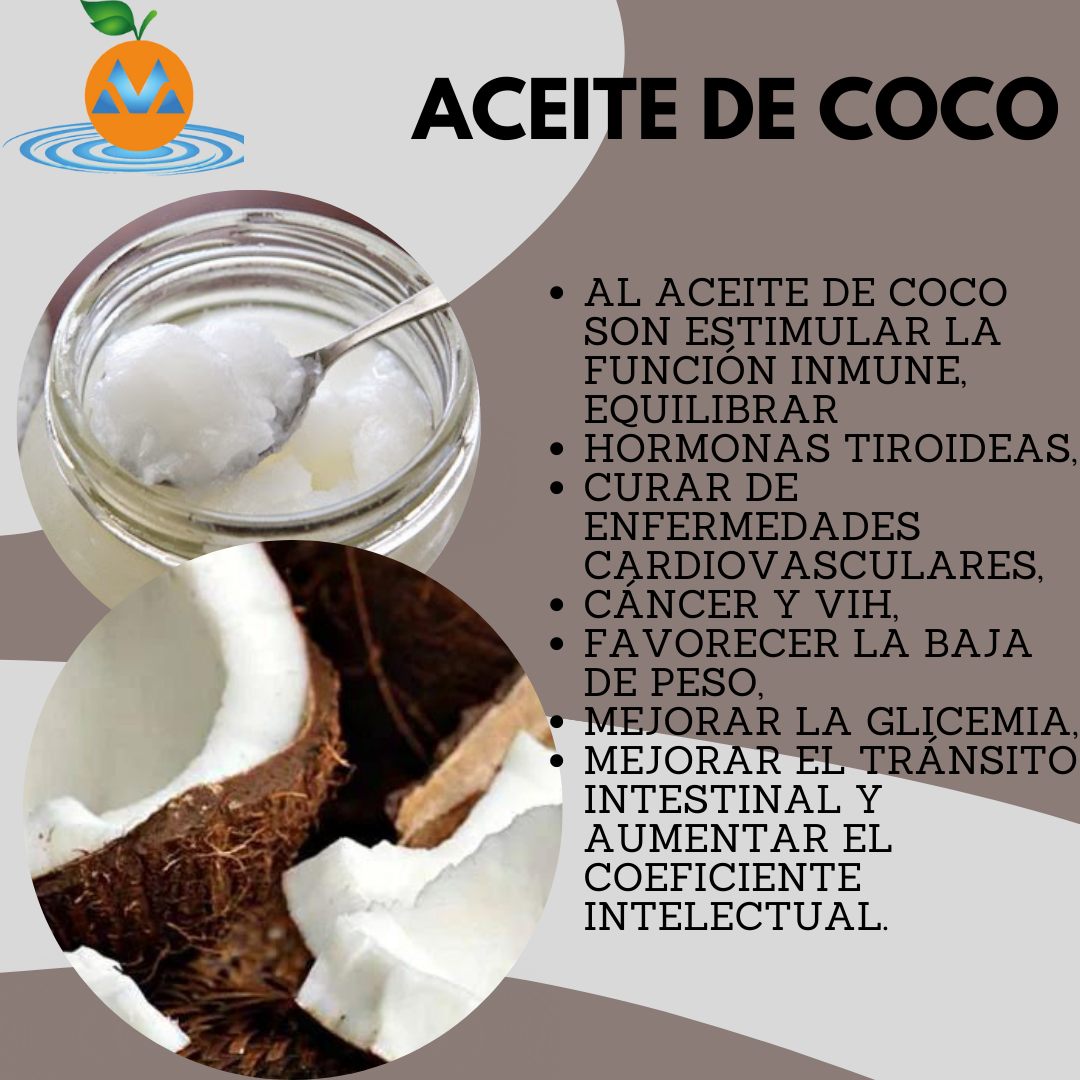 ACEITE DE COCO
• AL ACEITE DE COCO
SON ESTIMULAR LA
FUNCIÓN INMUNE,
EQUILIBRAR
• HORMONAS TIROIDEAS,
• CURAR DE
ENFERMEDADES
CARDIOVASCULARES,
• CÁNCER Y VIH,
• FAVORECER LA BAJA
DE PESO,
• MEJORAR LA GLICEMIA,
• MEJORAR EL TRÁNSITO
INTESTINAL Y
AUMENTAR EL
COEFICIENTE
INTELECTUAL.